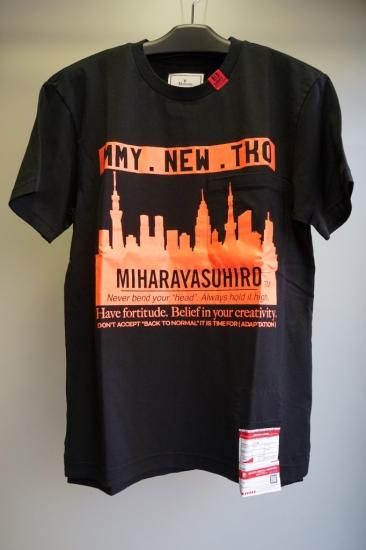 MMY . NEW . TKO
MIHARAYASUHIRO
Never bend your "head". Always hold it high.
Have fortitude. Belief in your creativity.
DON'T ACCEPT "BACK TO NORMAL" IT IS TIME FOR [ADAPTATION]